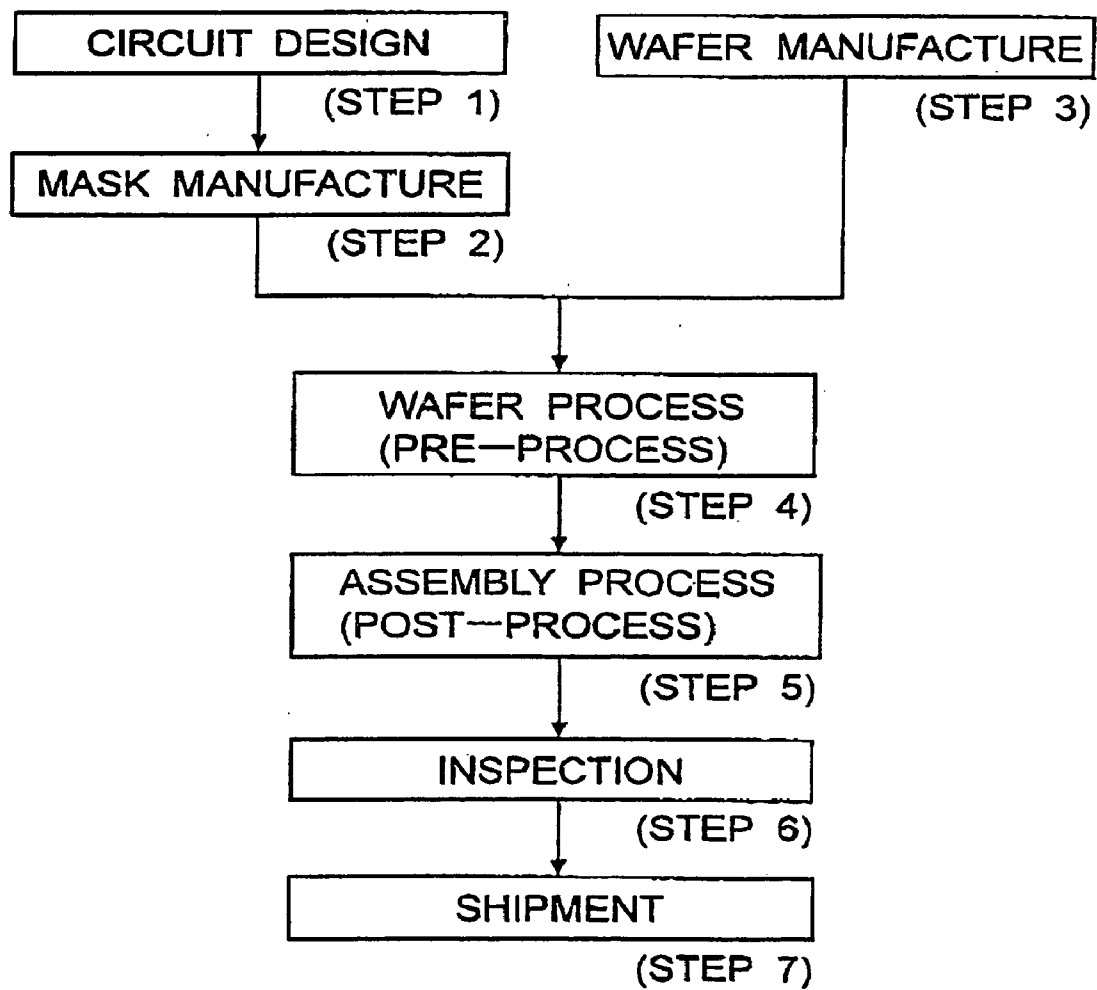 CIRCUIT DESIGN
(STEP 1)
MASK MANUFACTURE
(STEP 2)
WAFER MANUFACTURE
(STEP 3)
WAFER PROCESS
(PRE—PROCESS)
(STEP 4)
ASSEMBLY PROCESS
(POST—PROCESS)
(STEP 5)
INSPECTION
(STEP 6)
SHIPMENT
(STEP 7)